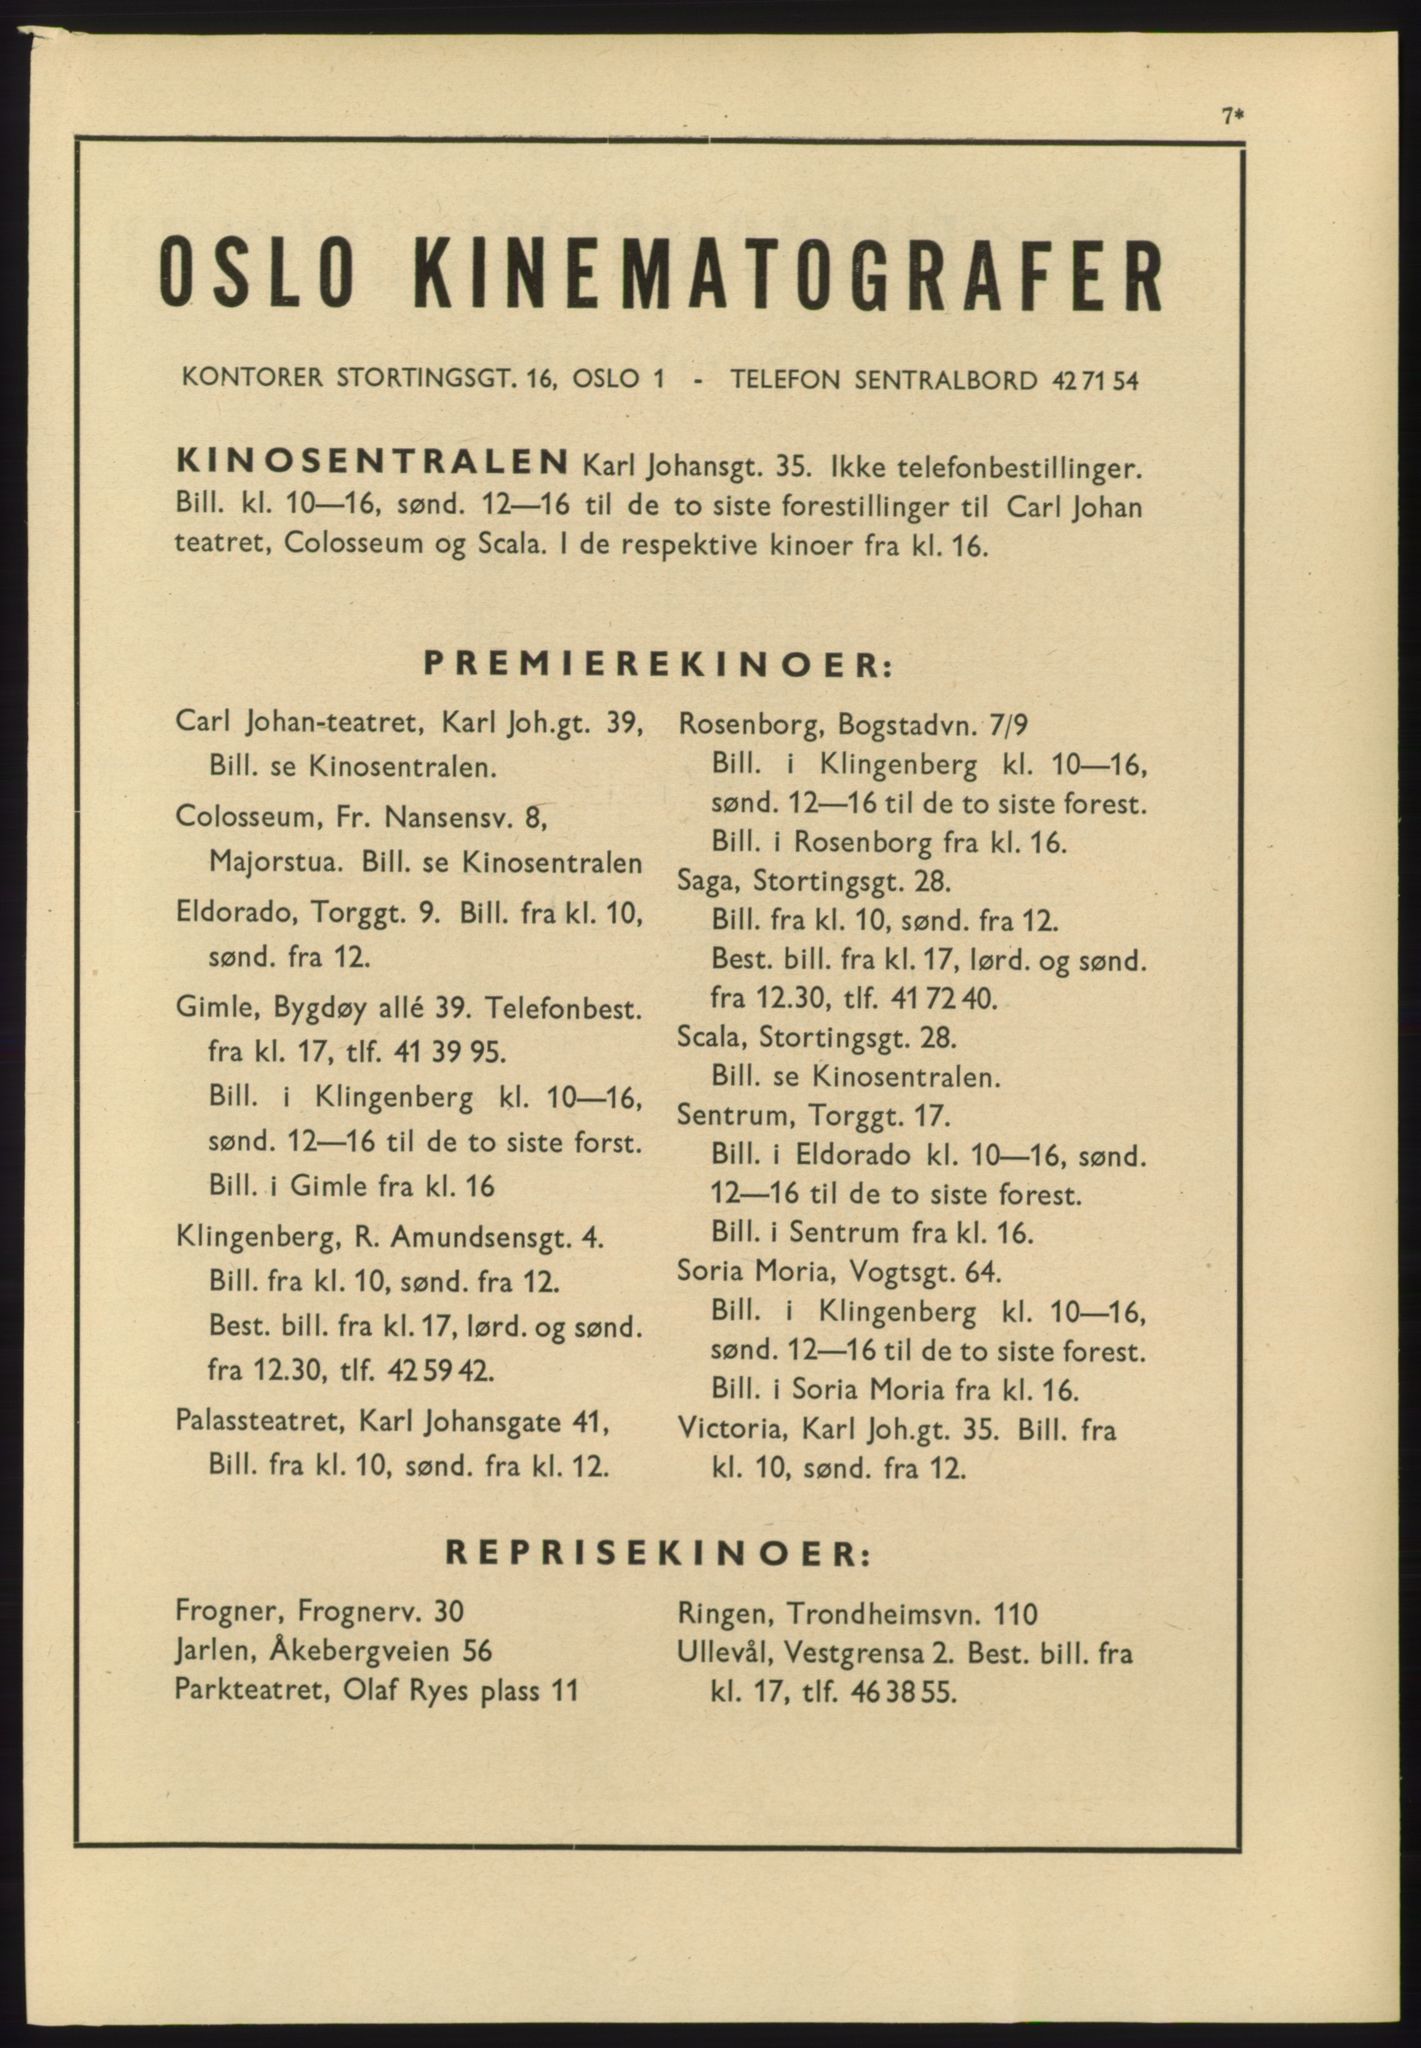 7*
OSLO KINEMATOGRAFER
KONTORER STORTINGSGT. 16, OSLO 1 - TELEFON SENTRALBORD 42 71 54
KINOSENTRALEN Karl Johansgt. 35. Ikke telefonbestillinger.
Bill. kl. 10—16, sønd. 12—16 til de to siste forestillinger til Carl Johan
teatret, Colosseum og Scala. I de respektive kinoer fra kl. 16.
PREMIEREKINOER:
Carl Johan-teatret, Karl Joh.gt. 39,
Bill. se Kinosentralen.
Colosseum, Fr. Nansensv. 8,
Majorstua. Bill. se Kinosentralen
Eldorado, Torggt. 9. Bill. fra kl. 10,
sønd. fra 12.
Gimle, Bygdøy allé 39. Telefonbest.
fra kl. 17, tlf. 41 39 95.
Bill. i Klingenberg kl. 10—16,
sønd. 12—16 til de to siste forst.
Bill. i Gimle fra kl. 16
Klingenberg, R. Amundsensgt. 4.
Bill. fra kl. 10, sønd. fra 12.
Best. bill. fra kl. 17, lørd. og sønd.
fra 12.30, tlf. 42 59 42.
Palassteatret, Karl Johansgate 41,
Bill. fra kl. 10, sønd. fra kl. 12.
Rosenborg, Bogstadvn. 7/9
Bill. i Klingenberg kl. 10—16,
sønd. 12—16 til de to siste forest.
Bill. i Rosenborg fra kl. 16.
Saga, Stortingsgt. 28.
Bill. fra kl. 10, sønd. fra 12.
Best. bill. fra kl. 17, lørd. og sønd.
fra 12.30, tlf. 41 72 40.
Scala, Stortingsgt. 28.
Bill. se Kinosentralen.
Sentrum, Torggt. 17.
Bill. i Eldorado kl. 10—16, sønd.
12—16 til de to siste forest.
Bill. i Sentrum fra kl. 16.
Soria Moria, Vogtsgt. 64.
Bill. i Klingenberg kl. 10—16,
sønd. 12—16 til de to siste forest.
Bill. i Soria Moria fra kl. 16.
Victoria, Karl Joh.gt. 35. Bill. fra
kl. 10, sønd. fra 12.
REPRISEKINOER:
Frogner, Frognerv. 30
Jarlen, Åkebergveien 56
Parkteatret, Olaf Ryes plass 11
Ringen, Trondheimsvn. 110
Ullevål, Vestgrensa 2. Best. bill. fra
kl. 17, tlf. 46 38 55.